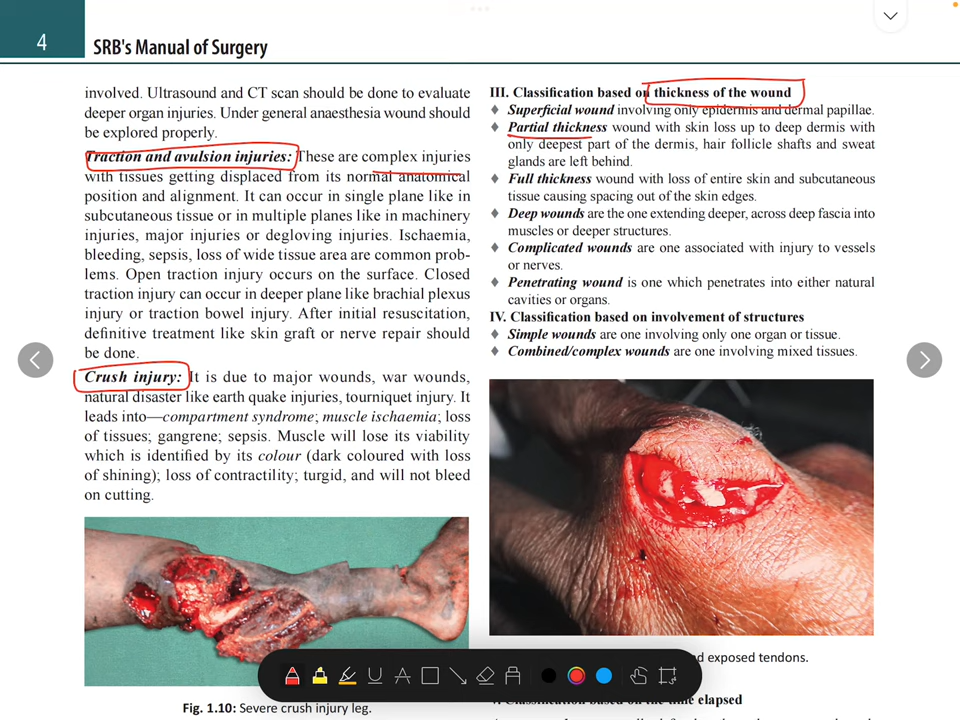 4
SRB's Manual of Surgery
involved. Ultrasound and CT scan should be done to evaluate
deeper organ injuries. Under general anaesthesia wound should
be explored properly.
Traction and avulsion injuries: These are complex injuries
with tissues getting displaced from its normal anatomical
position and alignment. It can occur in single plane like in
subcutaneous tissue or in multiple planes like in machinery
injuries, major injuries or degloving injuries. Ischaemia,
bleeding, sepsis, loss of wide tissue area are common prob-
lems. Open traction injury occurs on the surface. Closed
traction injury can occur in deeper plane like brachial plexus
injury or traction bowel injury. After initial resuscitation,
definitive treatment like skin graft or nerve repair should
be done.
Crush injury: It is due to major wounds, war wounds,
natural disaster like earth quake injuries, tourniquet injury. It
leads into—compartment syndrome; muscle ischaemia; loss
of tissues; gangrene; sepsis. Muscle will lose its viability
which is identified by its colour (dark coloured with loss
of shining); loss of contractility; turgid, and will not bleed
on cutting.
Fig. 1.10: Severe crush injury leg.
III. Classification based on thickness of the wound
♦ Superficial wound involving only epidermis and dermal papillae.
♦ Partial thickness wound with skin loss up to deep dermis with
only deepest part of the dermis, hair follicle shafts and sweat
glands are left behind.
♦ Full thickness wound with loss of entire skin and subcutaneous
tissue causing spacing out of the skin edges.
♦ Deep wounds are the one extending deeper, across deep fascia into
muscles or deeper structures.
♦ Complicated wounds are one associated with injury to vessels
or nerves.
♦ Penetrating wound is one which penetrates into either natural
cavities or organs.
IV. Classification based on involvement of structures
♦ Simple wounds are one involving only one organ or tissue.
♦ Combined/complex wounds are one involving mixed tissues.
exposed tendons.
V. Classification based on the time elapsed